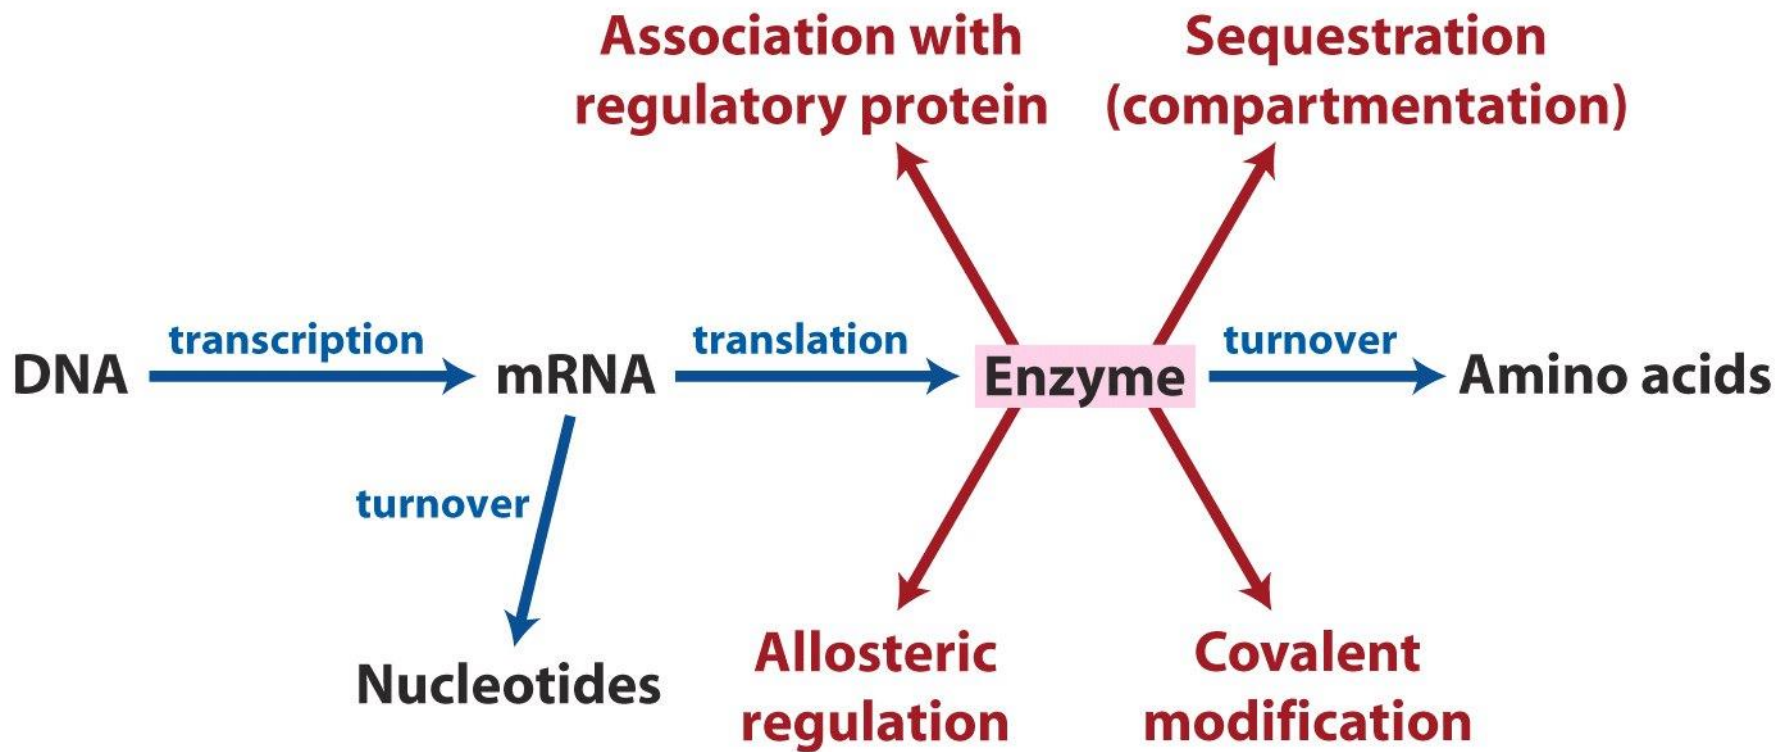 Association with
regulatory protein
Sequestration
(compartmentation)
DNA
transcription
mRNA
translation
Enzyme
turnover
Amino acids
turnover
Nucleotides
Allosteric
regulation
Covalent
modification